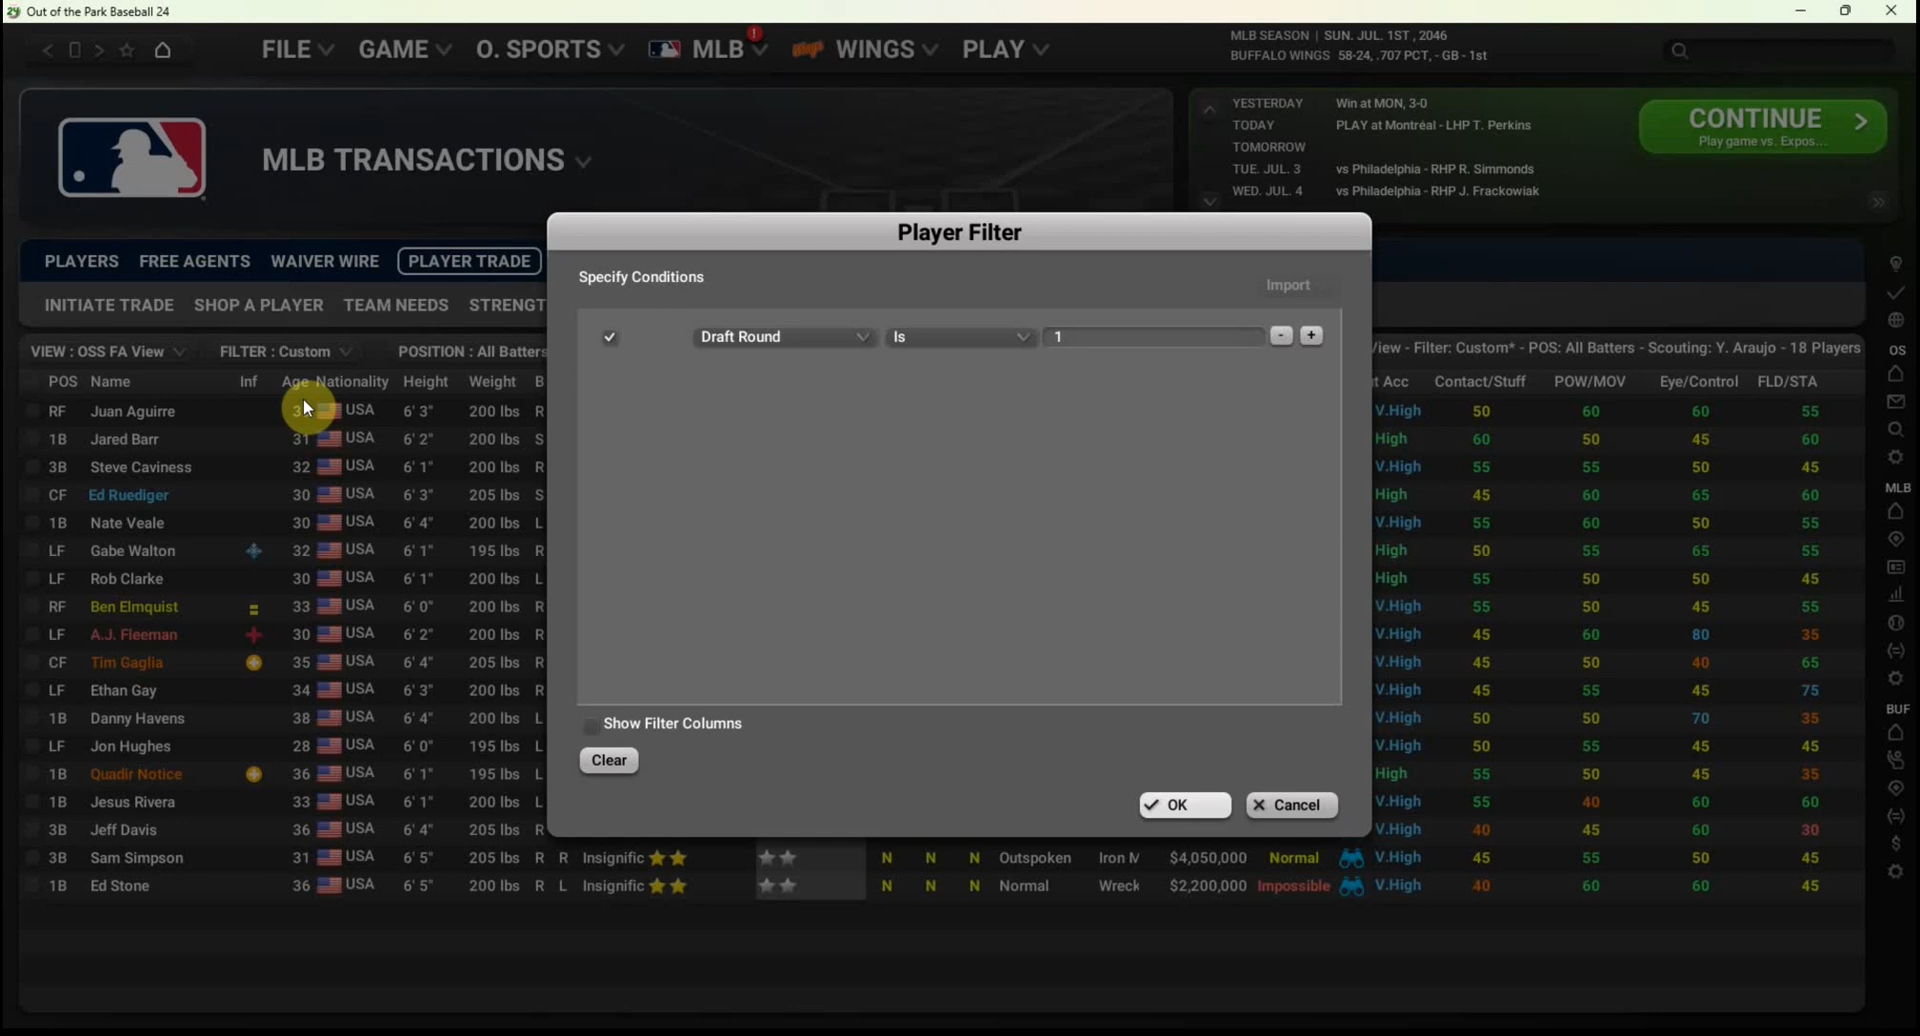 Out of the Park Baseball 24
FILE GAME O. SPORTS MLB ! WINGS PLAY
MLB SEASON | SUN. JUL. 1ST , 2046
BUFFALO WINGS 58-24, .707 PCT, - GB - 1st
MLB TRANSACTIONS
YESTERDAY Win at MON, 3-0
TODAY PLAY at Montréal - LHP T. Perkins
TOMORROW
TUE. JUL. 3 vs Philadelphia - RHP R. Simmonds
WED. JUL. 4 vs Philadelphia - RHP J. Frackowiak
CONTINUE
Play game vs. Expos...
PLAYERS FREE AGENTS WAIVER WIRE PLAYER TRADE
INITIATE TRADE SHOP A PLAYER TEAM NEEDS STRENGT
VIEW : OSS FA View FILTER : Custom POSITION : All Batters
View - Filter: Custom* - POS: All Batters - Scouting: Y. Araujo - 18 Players
Player Filter
Specify Conditions
Import
Draft Round Is 1 - +
Show Filter Columns
Clear
OK Cancel
POS Name Inf Age Nationality Height Weight B t Acc Contact/Stuff POW/MOV Eye/Control FLD/STA
RF Juan Aguirre USA 6' 3" 200 lbs R V.High 50 60 60 55
1B Jared Barr 31 USA 6' 2" 200 lbs S High 60 50 45 60
3B Steve Caviness 32 USA 6' 1" 200 lbs R V.High 55 55 50 45
CF Ed Ruediger 30 USA 6' 3" 205 lbs S High 45 60 65 60
1B Nate Veale 30 USA 6' 4" 200 lbs L V.High 55 60 50 55
LF Gabe Walton 32 USA 6' 1" 195 lbs R High 50 55 65 55
LF Rob Clarke 30 USA 6' 1" 200 lbs L High 55 50 50 45
RF Ben Elmquist 33 USA 6' 0" 200 lbs R V.High 55 50 45 55
LF A.J. Fleeman 30 USA 6' 2" 200 lbs R V.High 45 60 80 35
CF Tim Gaglia 35 USA 6' 4" 205 lbs R V.High 45 50 40 65
LF Ethan Gay 34 USA 6' 3" 200 lbs R V.High 45 55 45 75
1B Danny Havens 38 USA 6' 4" 200 lbs L V.High 50 50 70 35
LF Jon Hughes 28 USA 6' 0" 195 lbs L V.High 50 55 45 45
1B Quadir Notice 36 USA 6' 1" 195 lbs L High 55 50 45 35
1B Jesus Rivera 33 USA 6' 1" 200 lbs L V.High 55 40 60 60
3B Jeff Davis 36 USA 6' 4" 205 lbs R V.High 40 45 60 30
3B Sam Simpson 31 USA 6' 5" 205 lbs R R Insignific N N N Outspoken Iron M $4,050,000 Normal V.High 45 55 50 45
1B Ed Stone 36 USA 6' 5" 200 lbs R L Insignific N N N Normal Wreck $2,200,000 Impossible V.High 40 60 60 45
OS
MLB
BUF